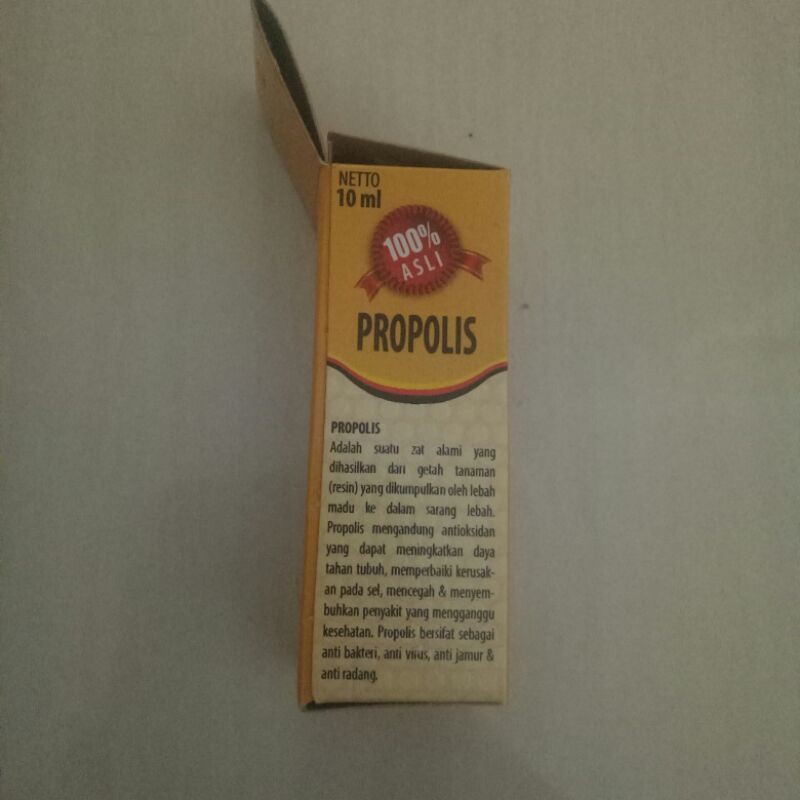 NETTO
10 ml
100%
ASLI
PROPOLIS
PROPOLIS
Adalah suatu zat alami yang
dihasilkan dari getah tanaman
(resin) yang dikumpulkan oleh lebah
madu ke dalam sarang lebah.
Propolis mengandung antioksidan
yang dapat meningkatkan daya
tahan tubuh, memperbaiki kerusak-
an pada sel, mencegah & menyem-
buhkan penyakit yang mengganggu
kesehatan. Propolis bersifat sebagai
anti bakteri, anti virus, anti jamur &
anti radang.